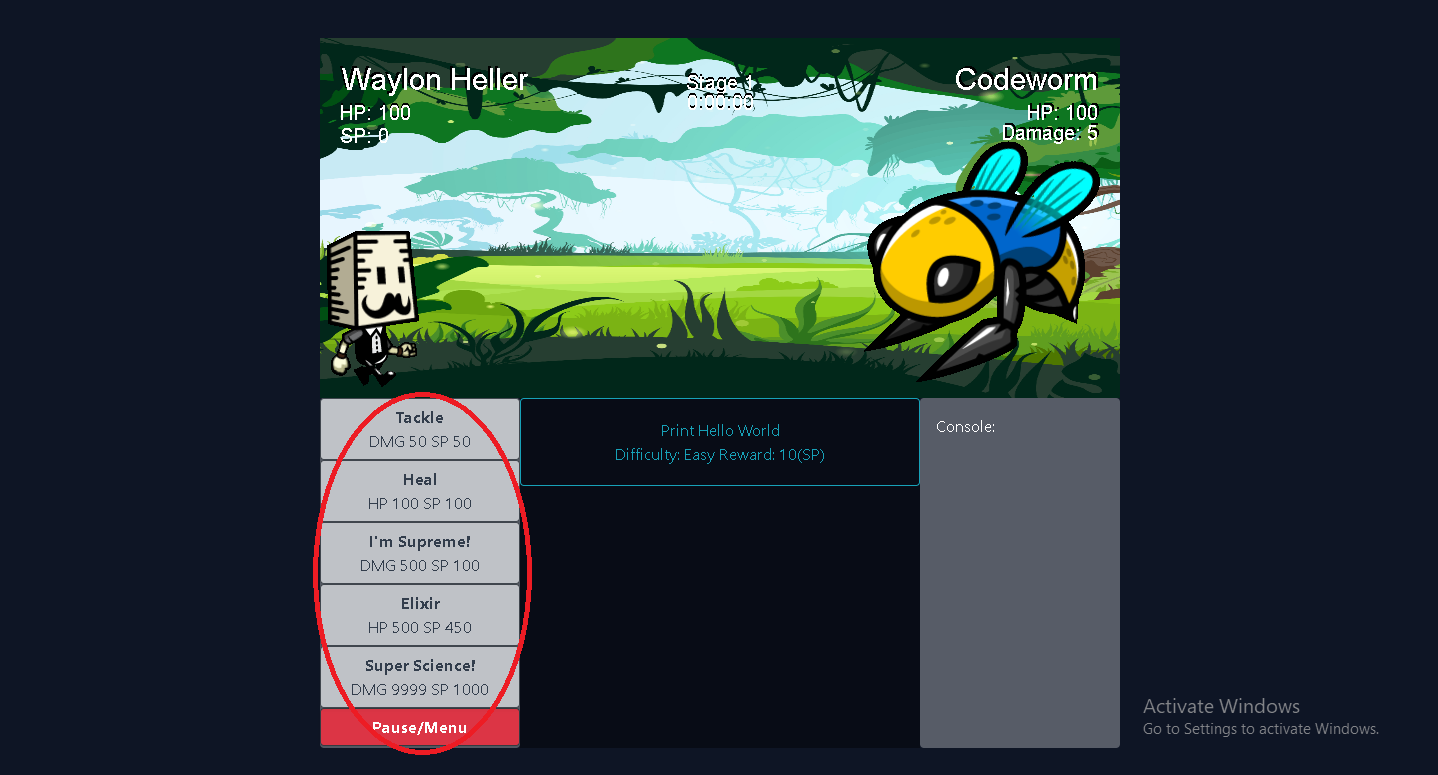 Waylon Heller
HP: 100
SP: 0
Stage 1
0:00:00
Codeworm
HP: 100
Damage: 5
Tackle
DMG 50 SP 50
Heal
HP 100 SP 100
I'm Supreme!
DMG 500 SP 100
Elixir
HP 500 SP 450
Super Science!
DMG 9999 SP 1000
Pause/Menu
Print Hello World
Difficulty: Easy Reward: 10(SP)
Console:
Activate Windows
Go to Settings to activate Windows.